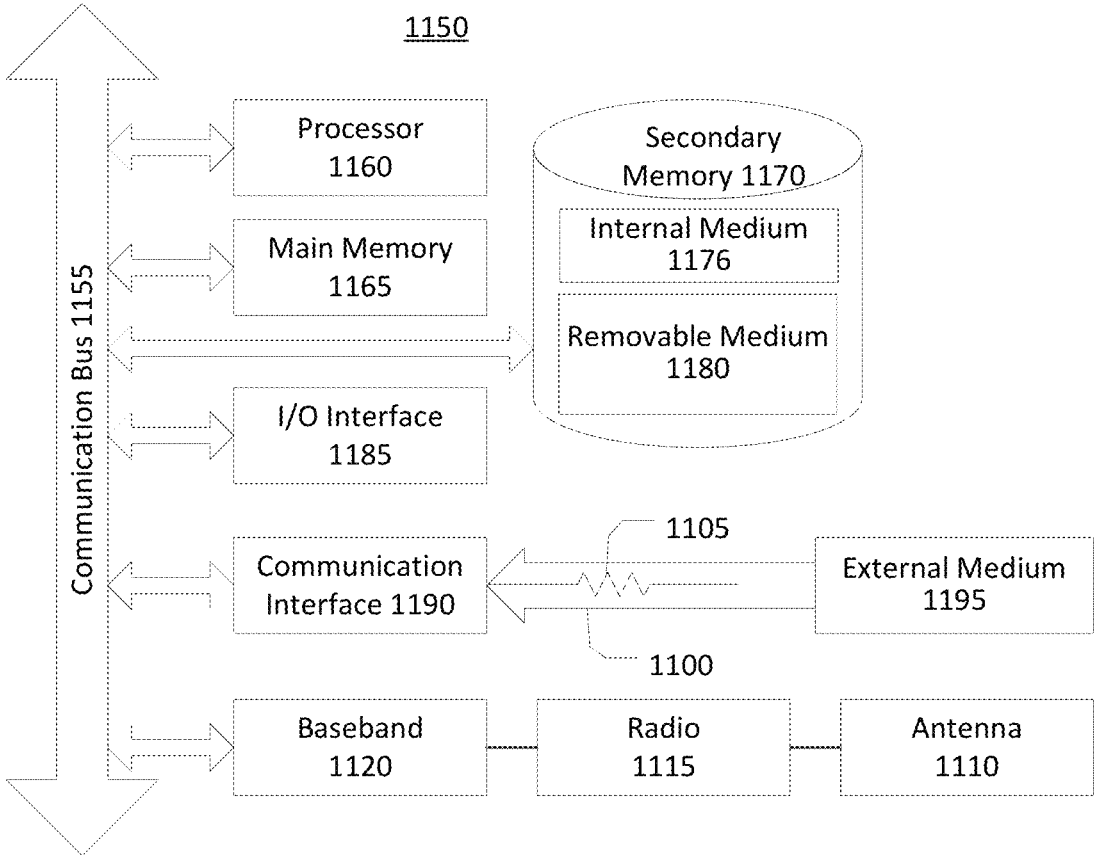 1150
Communication Bus 1155
Processor
1160
Secondary
Memory 1170
Main Memory
1165
Internal Medium
1176
Removable Medium
1180
I/O Interface
1185
1105
Communication
Interface 1190
External Medium
1195
1100
Baseband
1120
Radio
1115
Antenna
1110